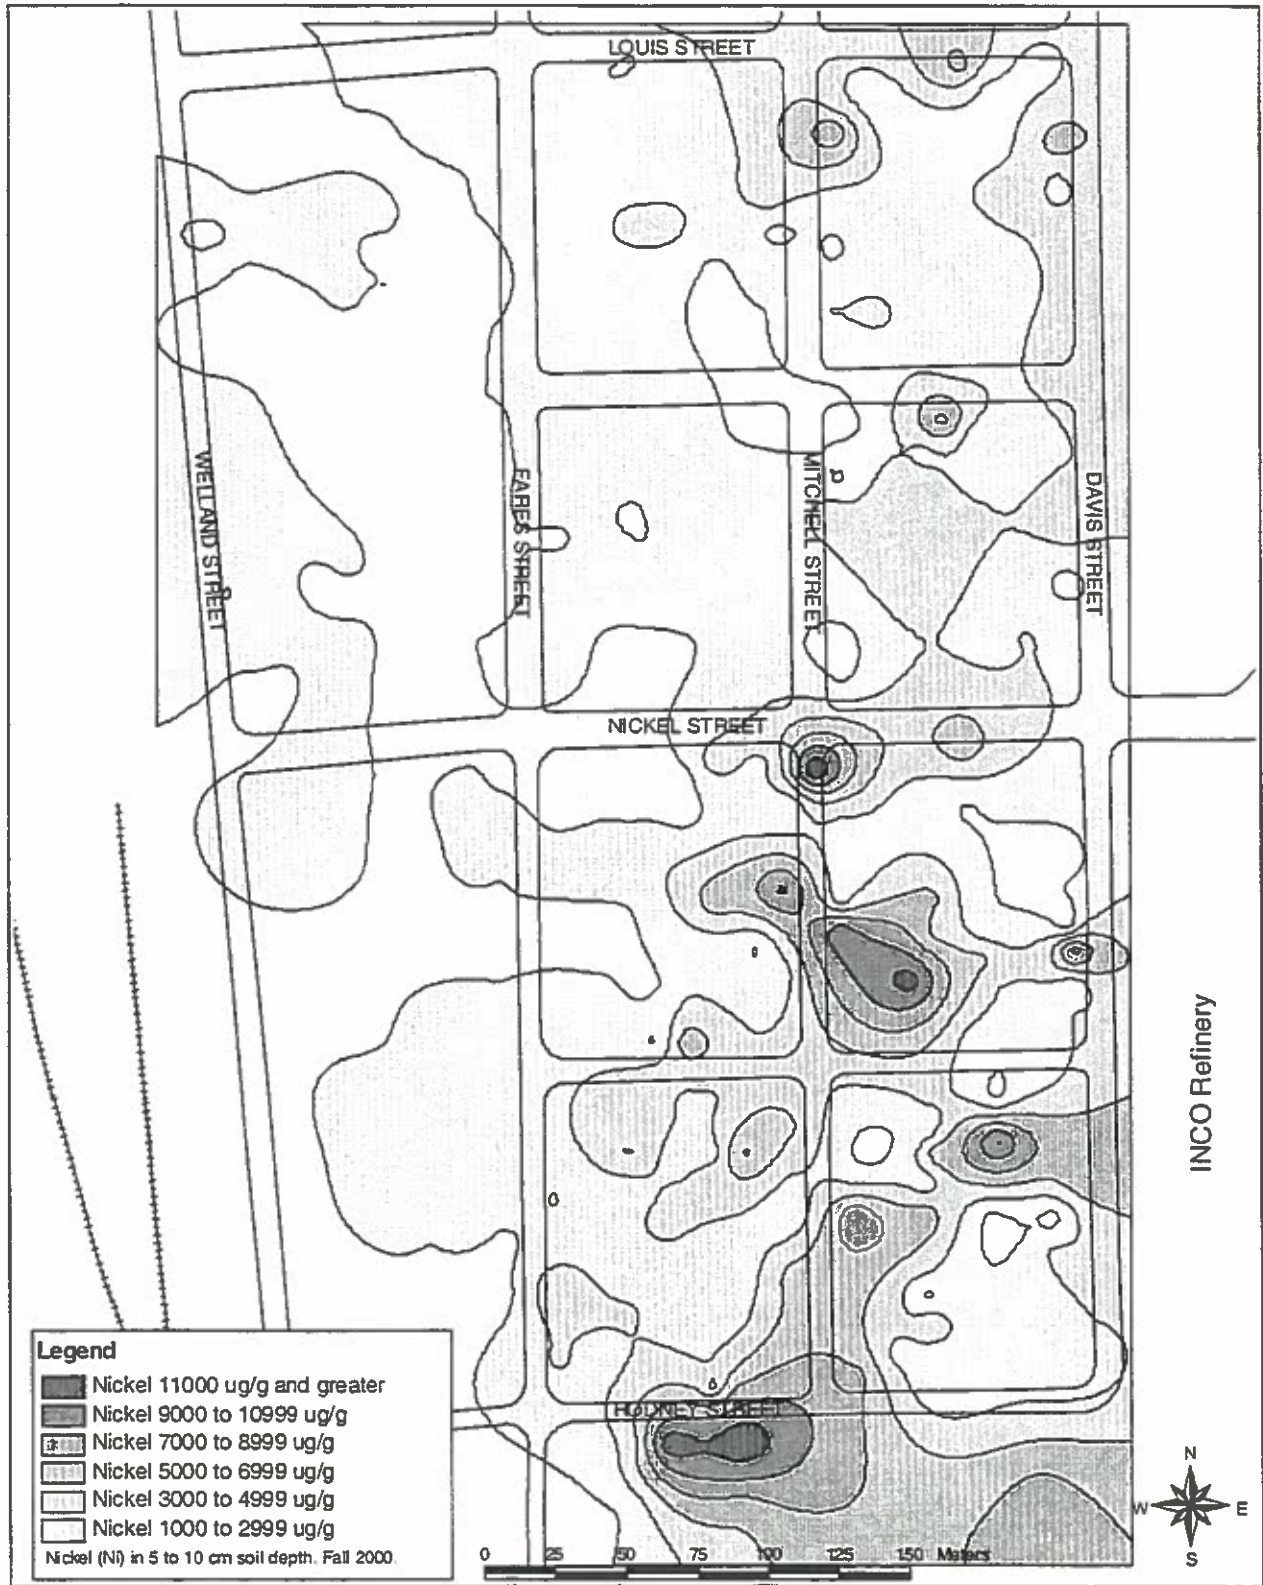 LOUIS STREET
WELLAND STREET
FARES STREET
MITCHELL STREET
DAVIS STREET
NICKEL STREET
INCO Refinery
RODNEY STREET
Legend
Nickel 11000 ug/g and greater
Nickel 9000 to 10999 ug/g
Nickel 7000 to 8999 ug/g
Nickel 5000 to 6999 ug/g
Nickel 3000 to 4999 ug/g
Nickel 1000 to 2999 ug/g
Nickel (Ni) in 5 to 10 cm soil depth. Fall 2000.
0 25 50 75 100 125 150 Meters
N
W E
S